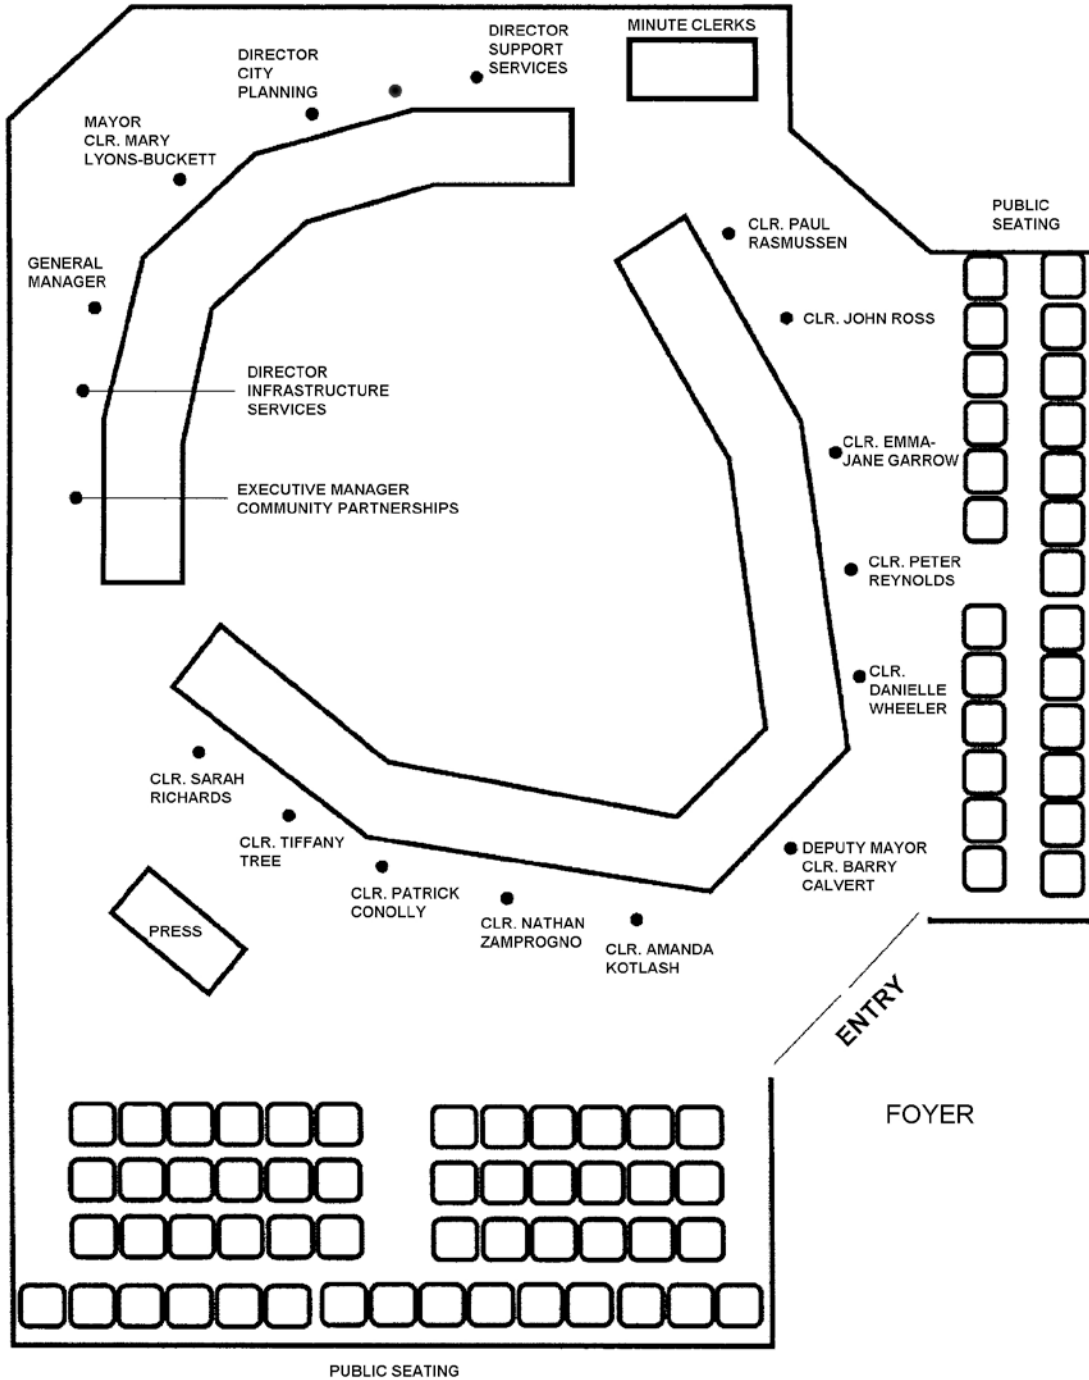 MINUTE CLERKS
DIRECTOR
SUPPORT
SERVICES
DIRECTOR
CITY
PLANNING
MAYOR
CLR. MARY
LYONS-BUCKETT
GENERAL
MANAGER
DIRECTOR
INFRASTRUCTURE
SERVICES
EXECUTIVE MANAGER
COMMUNITY PARTNERSHIPS
CLR. PAUL
RASMUSSEN
PUBLIC
SEATING
CLR. JOHN ROSS
CLR. EMMA-
JANE GARROW
CLR. PETER
REYNOLDS
CLR.
DANIELLE
WHEELER
DEPUTY MAYOR
CLR. BARRY
CALVERT
CLR. SARAH
RICHARDS
CLR. TIFFANY
TREE
CLR. PATRICK
CONOLLY
CLR. NATHAN
ZAMPROGNO
CLR. AMANDA
KOTLASH
PRESS
ENTRY
FOYER
PUBLIC SEATING